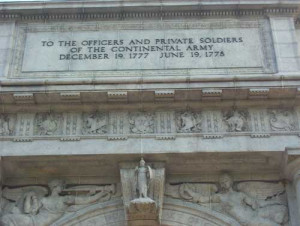 TO THE OFFICERS AND PRIVATE SOLDIERS
OF THE CONTINENTAL ARMY
DECEMBER 19, 1777 JUNE 19, 1778